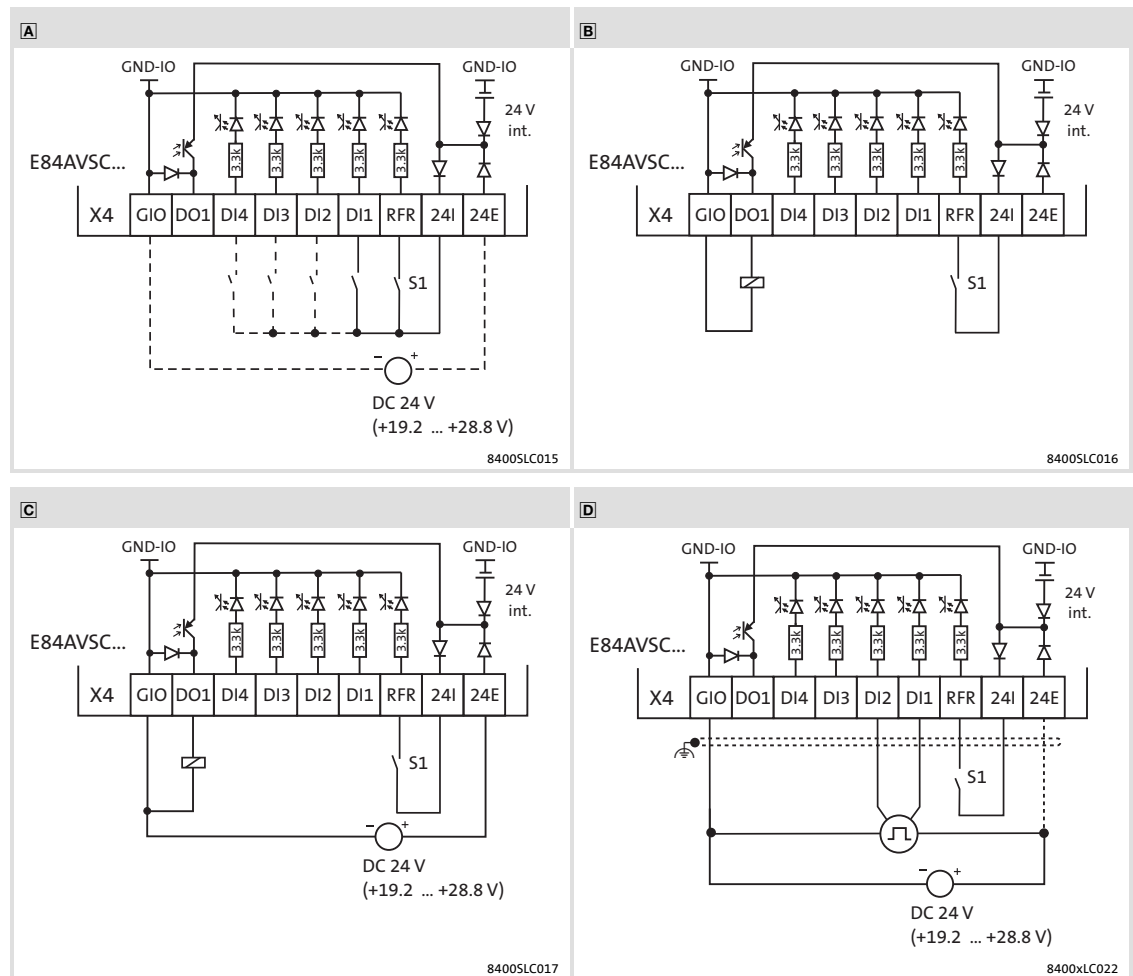 A
GND-IO GND-IO
24 V
int.
E84AVSC...
3.3k 3.3k 3.3k 3.3k 3.3k
X4 GIO DO1 DI4 DI3 DI2 DI1 RFR 24I 24E
S1
− +
DC 24 V
(+19.2 ... +28.8 V)
8400SLC015
B
GND-IO GND-IO
24 V
int.
E84AVSC...
3.3k 3.3k 3.3k 3.3k 3.3k
X4 GIO DO1 DI4 DI3 DI2 DI1 RFR 24I 24E
S1
8400SLC016
C
GND-IO GND-IO
24 V
int.
E84AVSC...
3.3k 3.3k 3.3k 3.3k 3.3k
X4 GIO DO1 DI4 DI3 DI2 DI1 RFR 24I 24E
S1
− +
DC 24 V
(+19.2 ... +28.8 V)
8400SLC017
D
GND-IO GND-IO
24 V
int.
E84AVSC...
3.3k 3.3k 3.3k 3.3k 3.3k
X4 GIO DO1 DI4 DI3 DI2 DI1 RFR 24I 24E
S1
− +
DC 24 V
(+19.2 ... +28.8 V)
8400xLC022